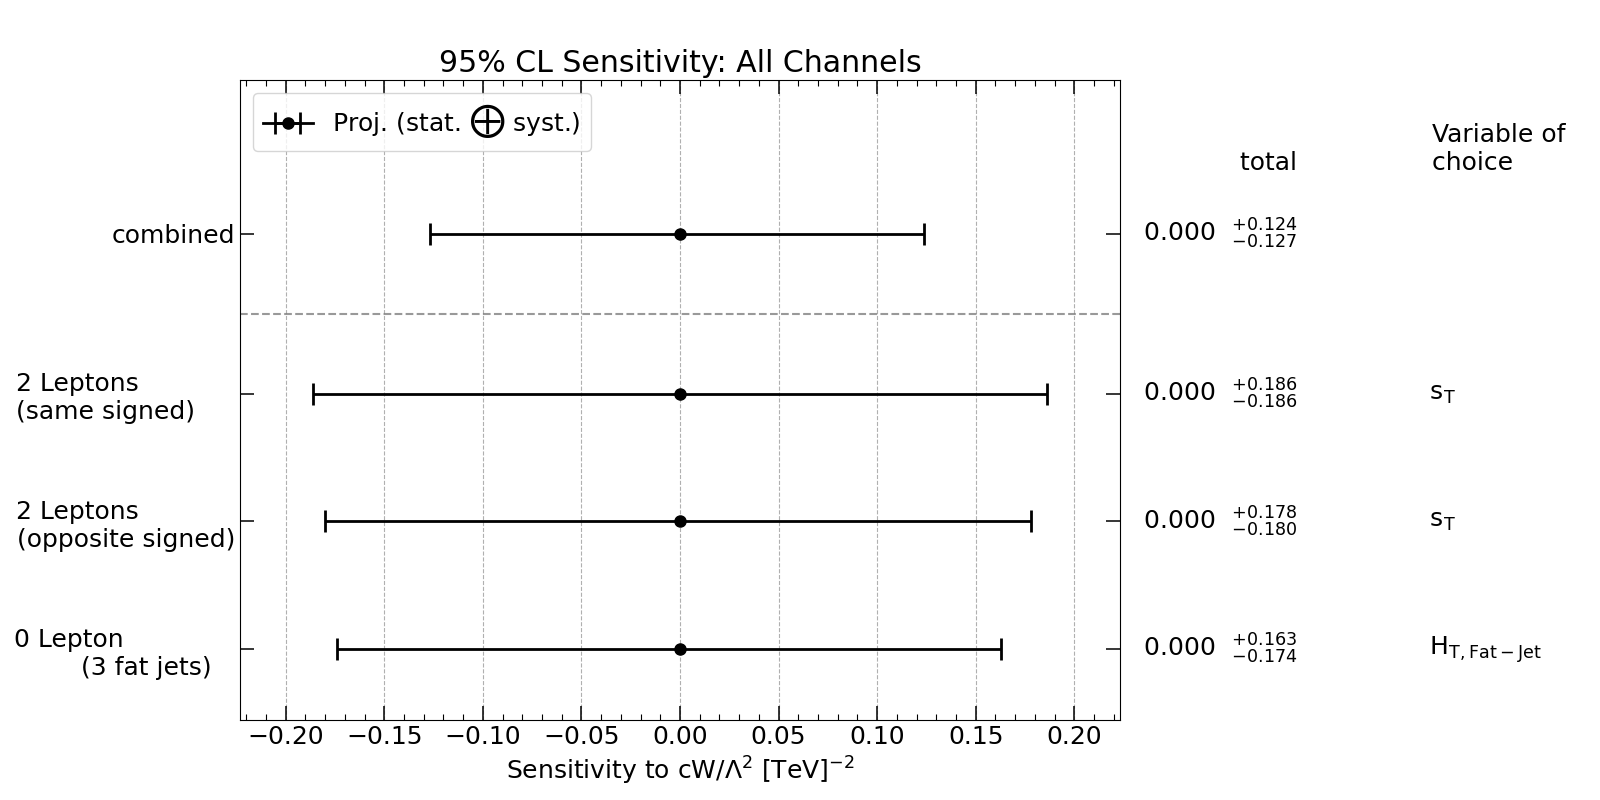 95% CL Sensitivity: All Channels
Proj. (stat. ⊕ syst.)
Variable of
choice
total
combined
0.000 +0.124
−0.127
2 Leptons
(same signed)
0.000 +0.186
−0.186
s_T
2 Leptons
(opposite signed)
0.000 +0.178
−0.180
s_T
0 Lepton
(3 fat jets)
0.000 +0.163
−0.174
H_T, Fat − Jet
−0.20 −0.15 −0.10 −0.05 0.00 0.05 0.10 0.15 0.20
Sensitivity to cW/Λ² [TeV]⁻²